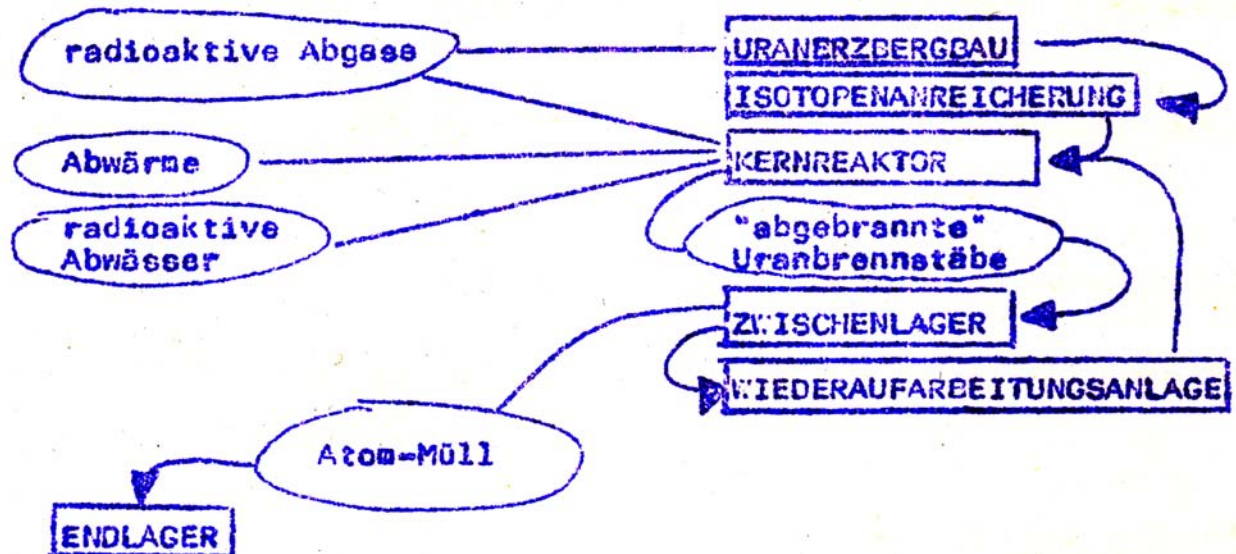 radioaktive Abgase
URANERZBERGBAU
ISOTOPENANREICHERUNG
Abwärme
KERNREAKTOR
radioaktive
Abwässer
"abgebrannte"
Uranbrennstäbe
ZWISCHENLAGER
WIEDERAUFARBEITUNGSANLAGE
Atom-Müll
ENDLAGER